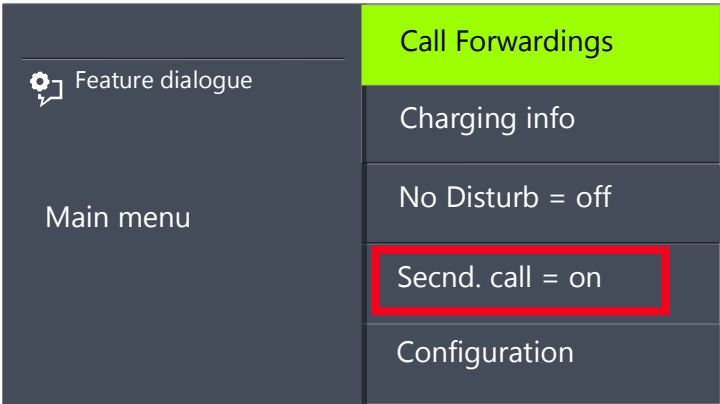 Feature dialogue
Main menu
Call Forwardings
Charging info
No Disturb = off
Secnd. call = on
Configuration